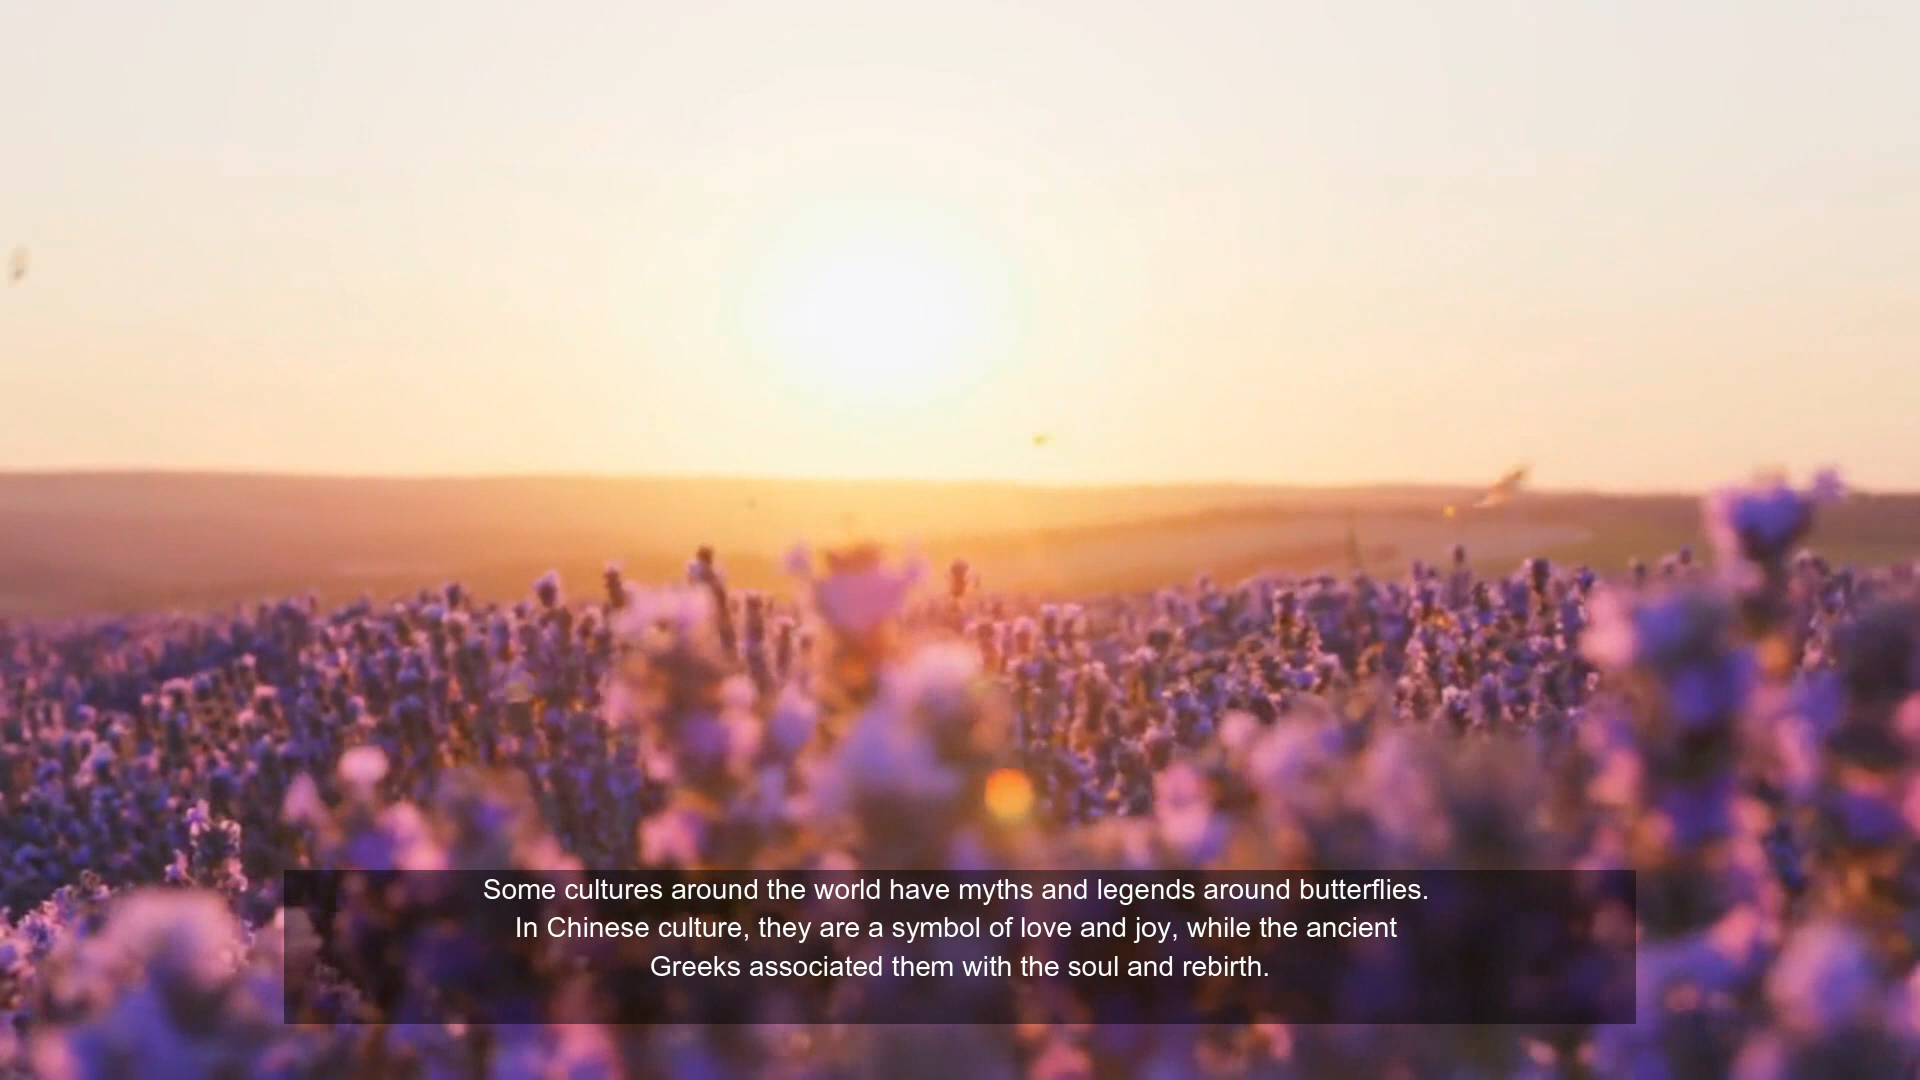 Some cultures around the world have myths and legends around butterflies.
In Chinese culture, they are a symbol of love and joy, while the ancient
Greeks associated them with the soul and rebirth.